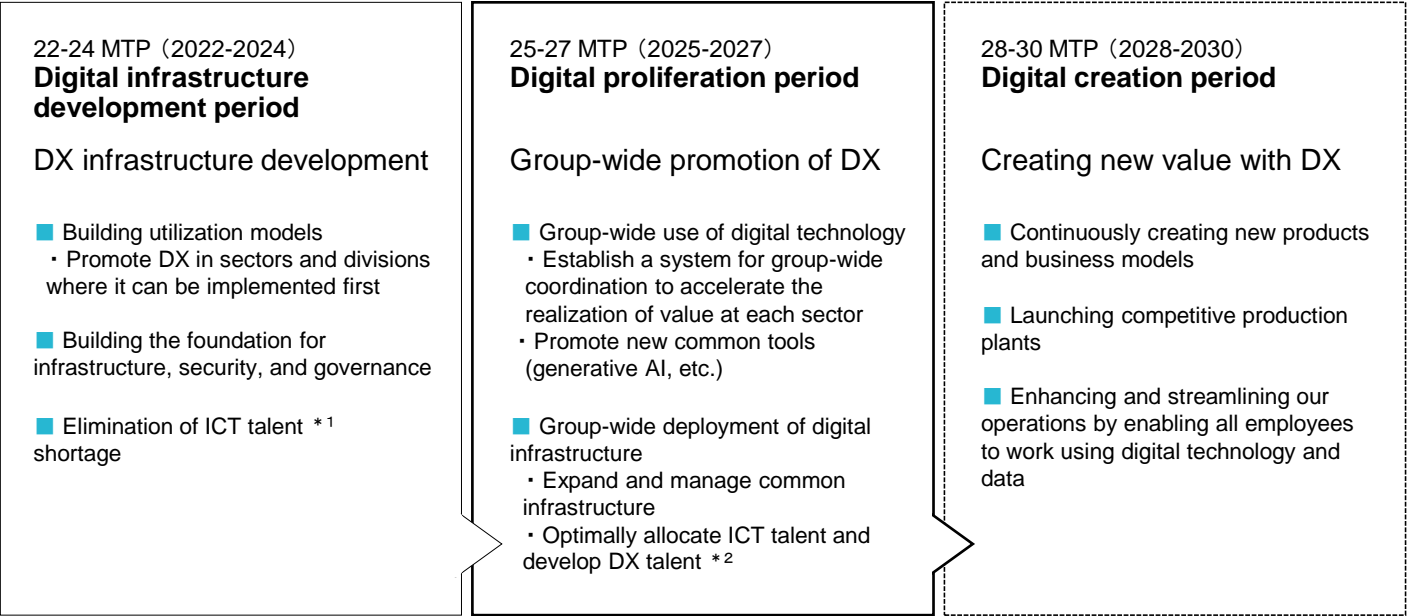 22-24 MTP（2022-2024）
Digital infrastructure
development period
DX infrastructure development
■ Building utilization models
・Promote DX in sectors and divisions
where it can be implemented first
■ Building the foundation for
infrastructure, security, and governance
■ Elimination of ICT talent *1
shortage
25-27 MTP（2025-2027）
Digital proliferation period
Group-wide promotion of DX
■ Group-wide use of digital technology
・Establish a system for group-wide
coordination to accelerate the
realization of value at each sector
・Promote new common tools
(generative AI, etc.)
■ Group-wide deployment of digital
infrastructure
・Expand and manage common
infrastructure
・Optimally allocate ICT talent and
develop DX talent *2
28-30 MTP（2028-2030）
Digital creation period
Creating new value with DX
■ Continuously creating new products
and business models
■ Launching competitive production
plants
■ Enhancing and streamlining our
operations by enabling all employees
to work using digital technology and
data